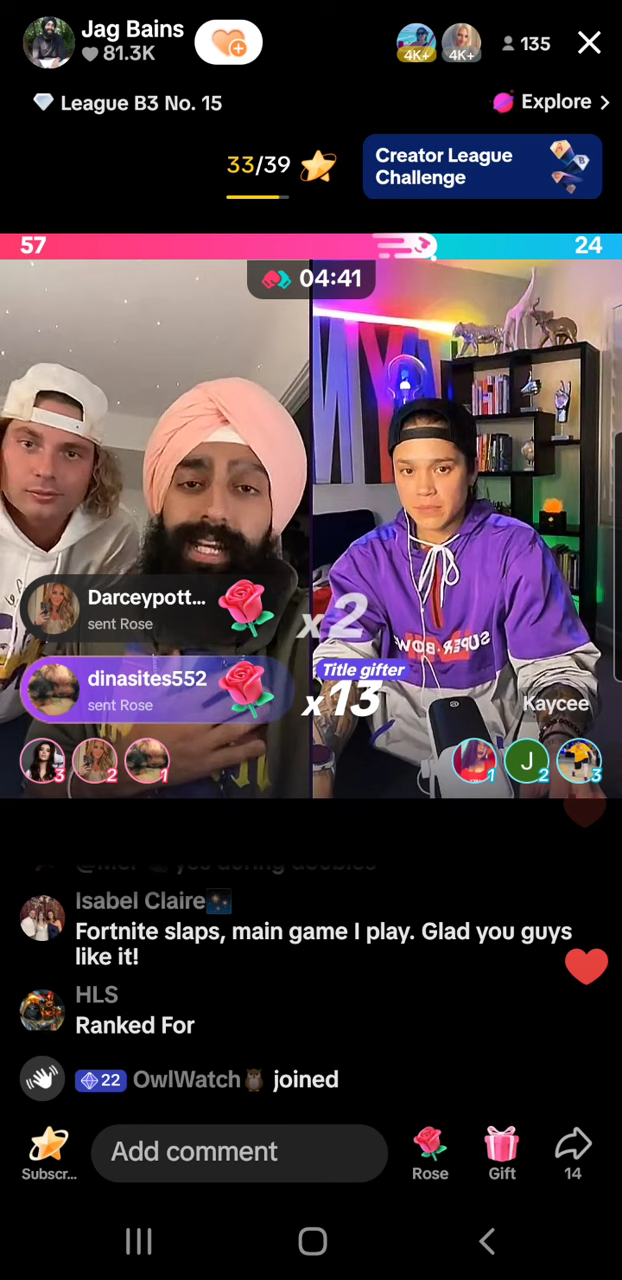 Jag Bains
81.3K
4K+
4K+
135
League B3 No. 15
Explore >
33/39
Creator League
Challenge
57
24
04:41
Darceypott...
sent Rose
x2
SUPER·BOWL
dinasites552
sent Rose
Title gifter
x13
Kaycee
3
2
1
1
J
2
3
Isabel Claire
Fortnite slaps, main game I play. Glad you guys
like it!
HLS
Ranked For
22 OwlWatch joined
Subscr...
Add comment
Rose
Gift
14